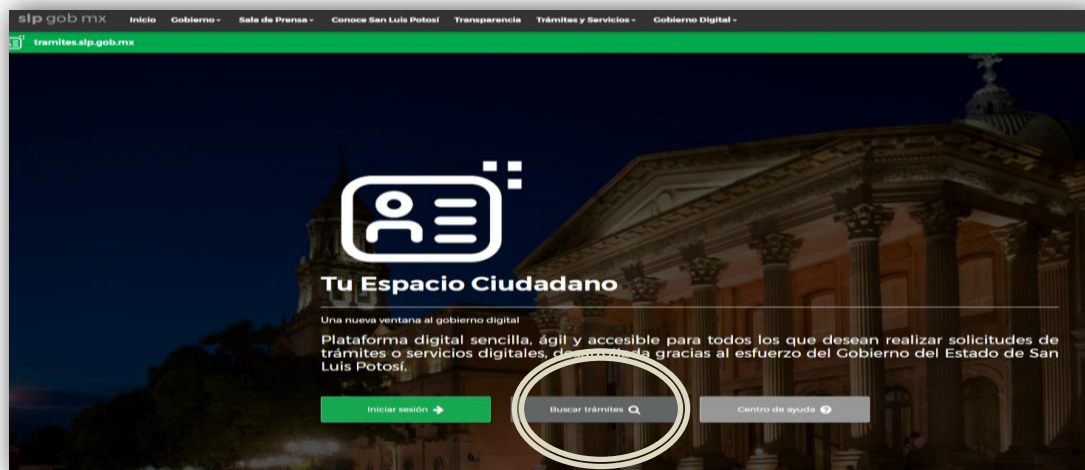 slp gob mx Inicio Gobierno Sala de Prensa Conoce San Luis Potosí Transparencia Trámites y Servicios Gobierno Digital
tramites.slp.gob.mx
Tu Espacio Ciudadano
Una nueva ventana al gobierno digital
Plataforma digital sencilla, ágil y accesible para todos los que desean realizar solicitudes de
trámites o servicios digitales, desarrollada gracias al esfuerzo del Gobierno del Estado de San
Luis Potosí.
Iniciar sesión Buscar trámites Centro de ayuda